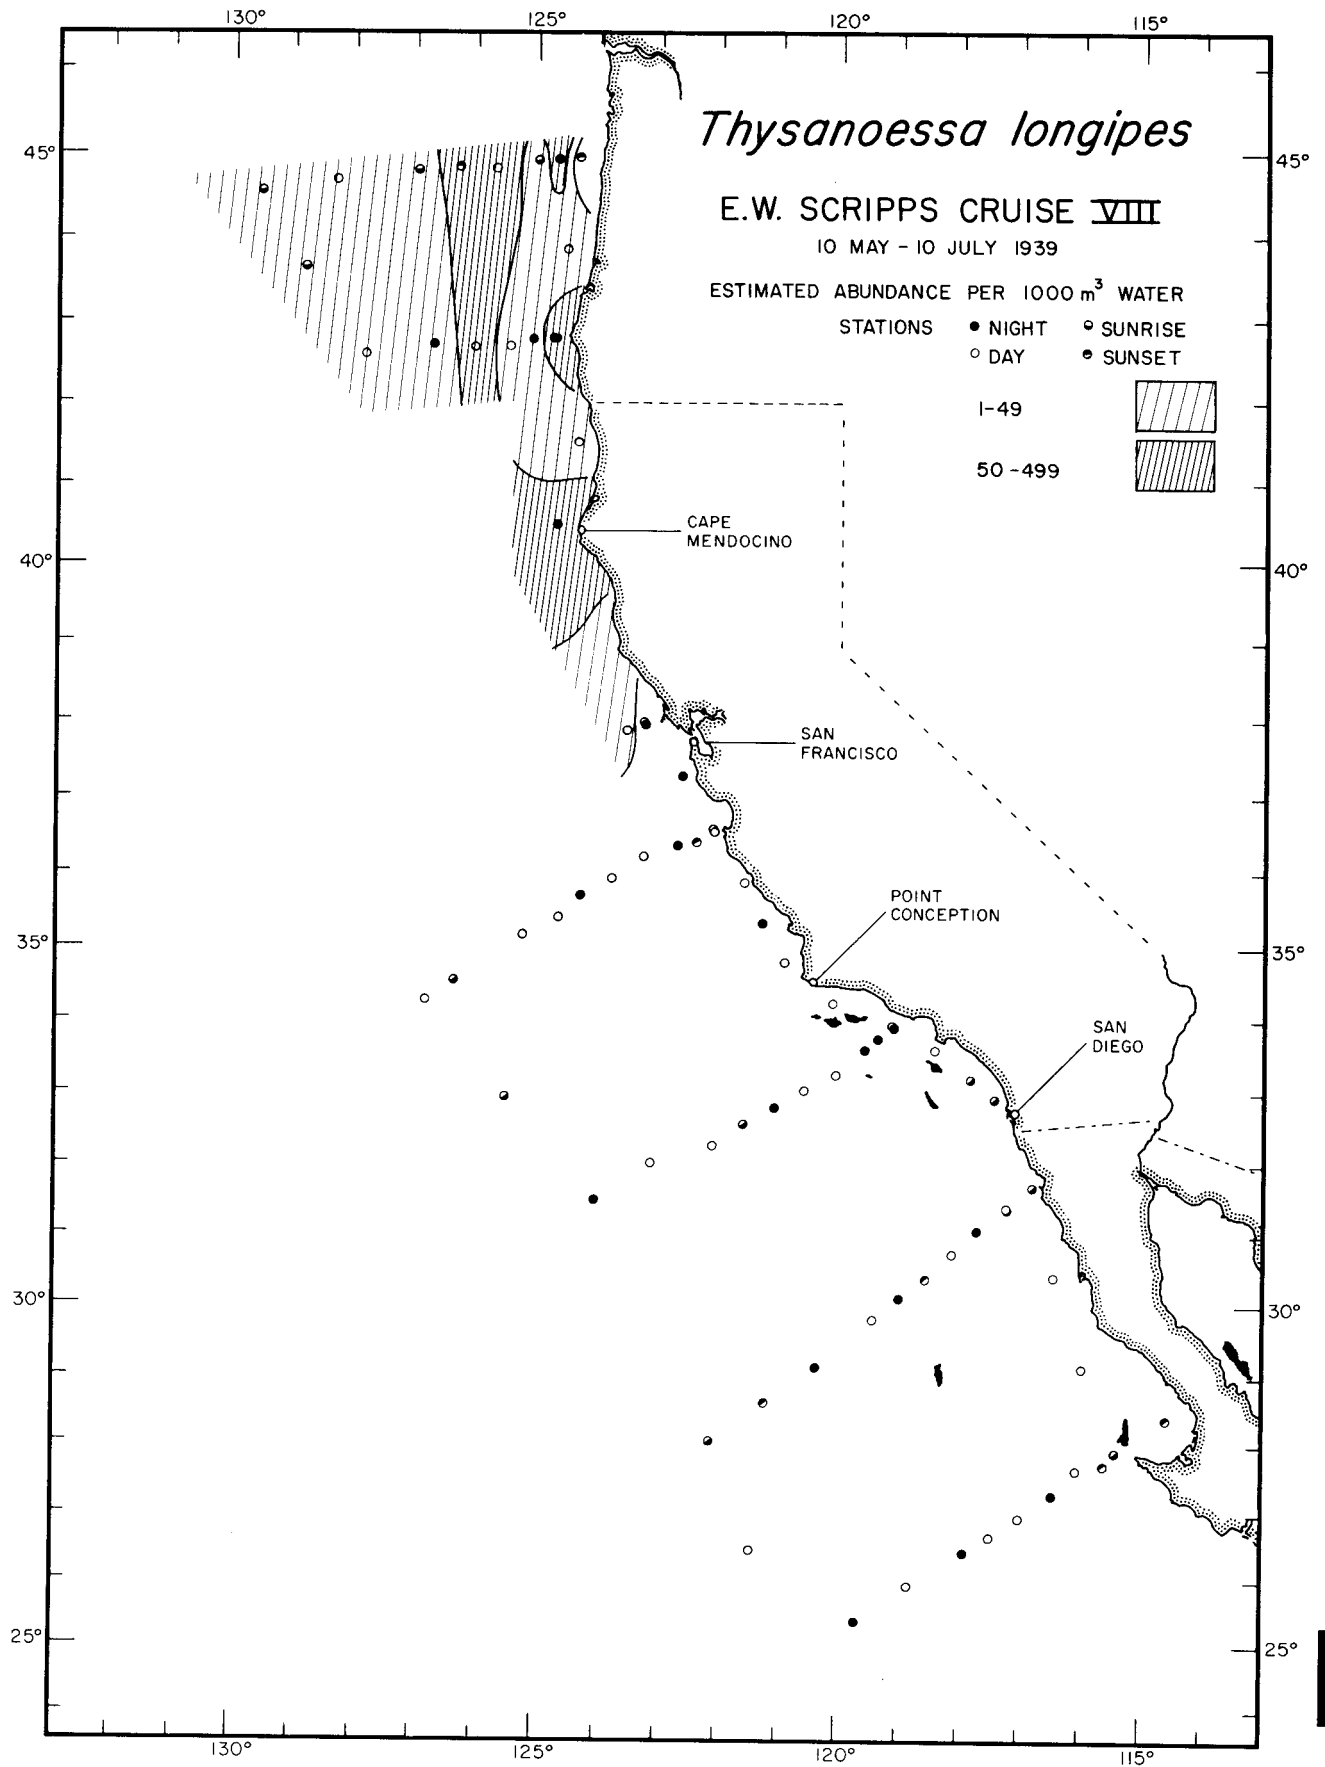 130° 125° 120° 115°
Thysanoessa longipes
45° 45°
E.W. SCRIPPS CRUISE VIII
10 MAY – 10 JULY 1939
ESTIMATED ABUNDANCE PER 1000 m³ WATER
STATIONS ● NIGHT SUNRISE
○ DAY SUNSET
1–49
50–499
CAPE
MENDOCINO
40° 40°
SAN
FRANCISCO
POINT
CONCEPTION
35° 35°
SAN
DIEGO
30° 30°
25° 25°
130° 125° 120° 115°